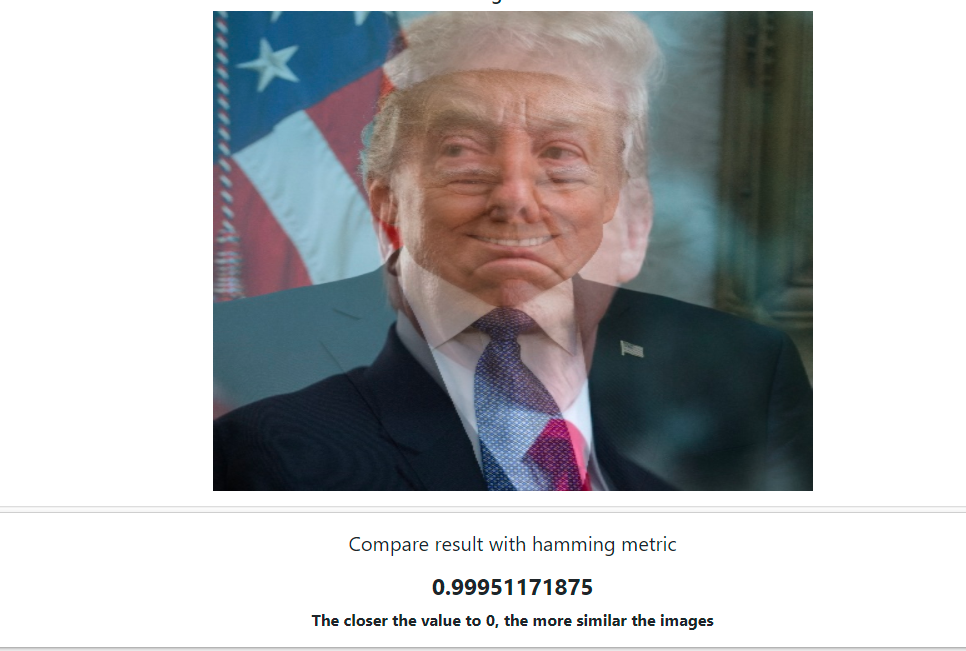 Compare result with hamming metric
0.99951171875
The closer the value to 0, the more similar the images